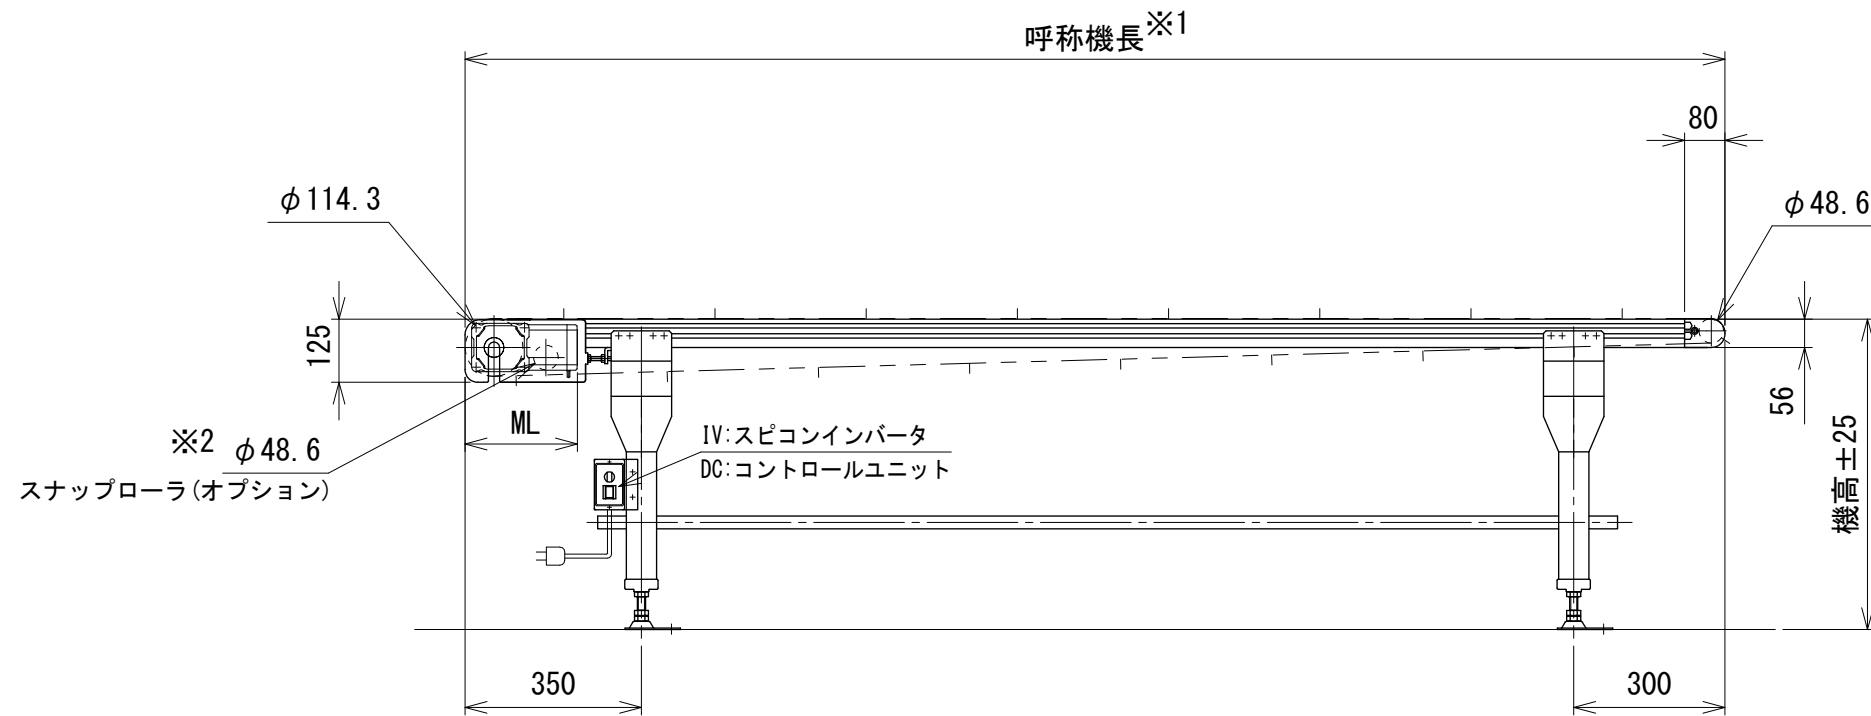 呼称機長※1
80
φ114.3
φ48.6
125
56
ML
※2 φ48.6
スナップローラ(オプション)
IV:スピコンインバータ
DC:コントロールユニット
機高±25
350
300